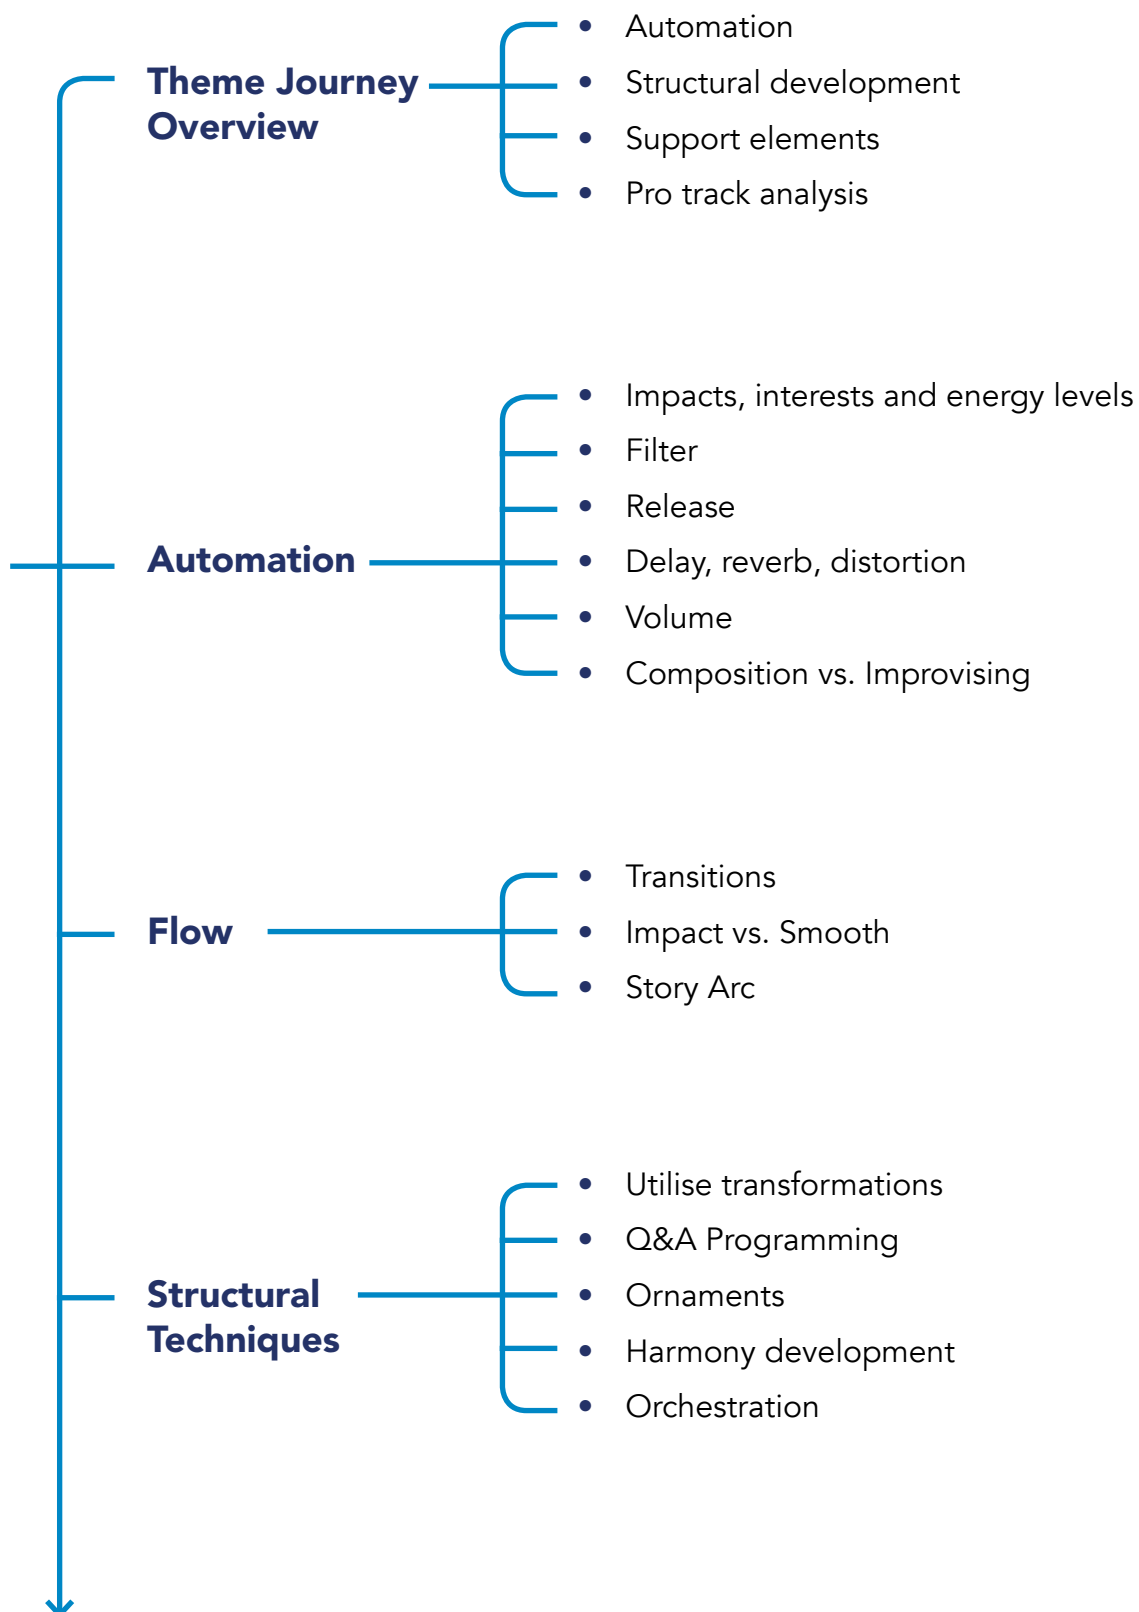 Theme Journey
Overview
• Automation
• Structural development
• Support elements
• Pro track analysis
Automation
• Impacts, interests and energy levels
• Filter
• Release
• Delay, reverb, distortion
• Volume
• Composition vs. Improvising
Flow
• Transitions
• Impact vs. Smooth
• Story Arc
Structural
Techniques
• Utilise transformations
• Q&A Programming
• Ornaments
• Harmony development
• Orchestration